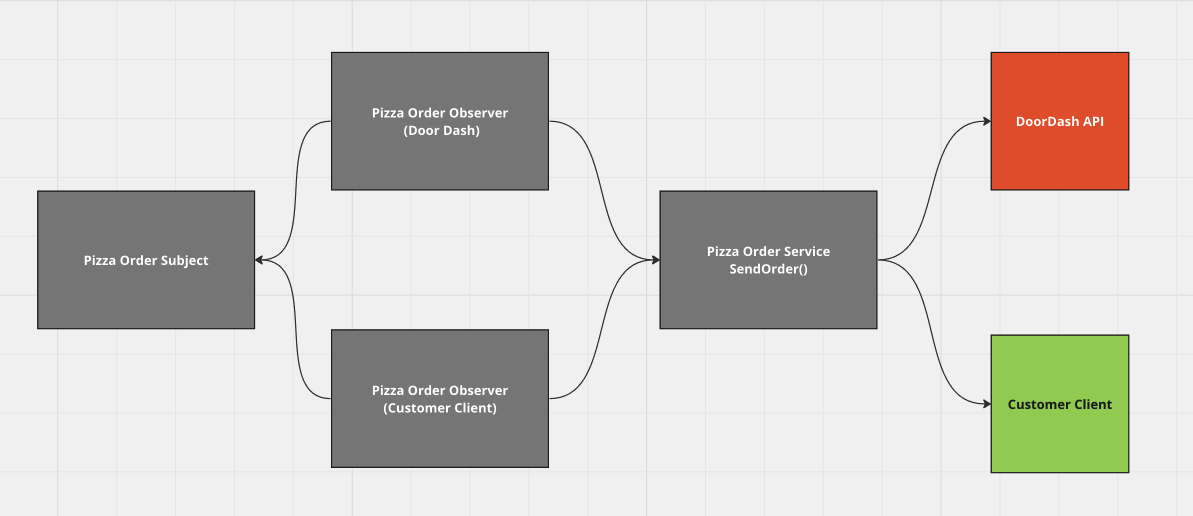 Pizza Order Subject
Pizza Order Observer
(Door Dash)
Pizza Order Observer
(Customer Client)
Pizza Order Service
SendOrder()
DoorDash API
Customer Client